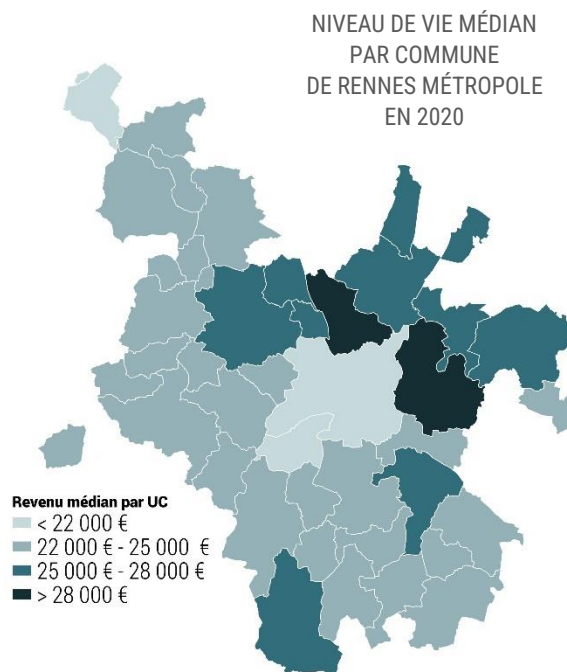 NIVEAU DE VIE MÉDIAN
PAR COMMUNE
DE RENNES MÉTROPOLE
EN 2020
Revenu médian par UC
< 22 000 €
22 000 € - 25 000 €
25 000 € - 28 000 €
> 28 000 €